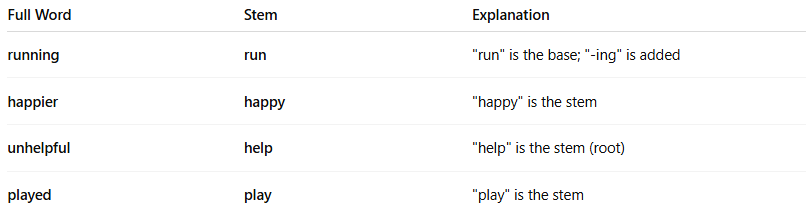 Full Word Stem Explanation
running run "run" is the base; "-ing" is added
happier happy "happy" is the stem
unhelpful help "help" is the stem (root)
played play "play" is the stem